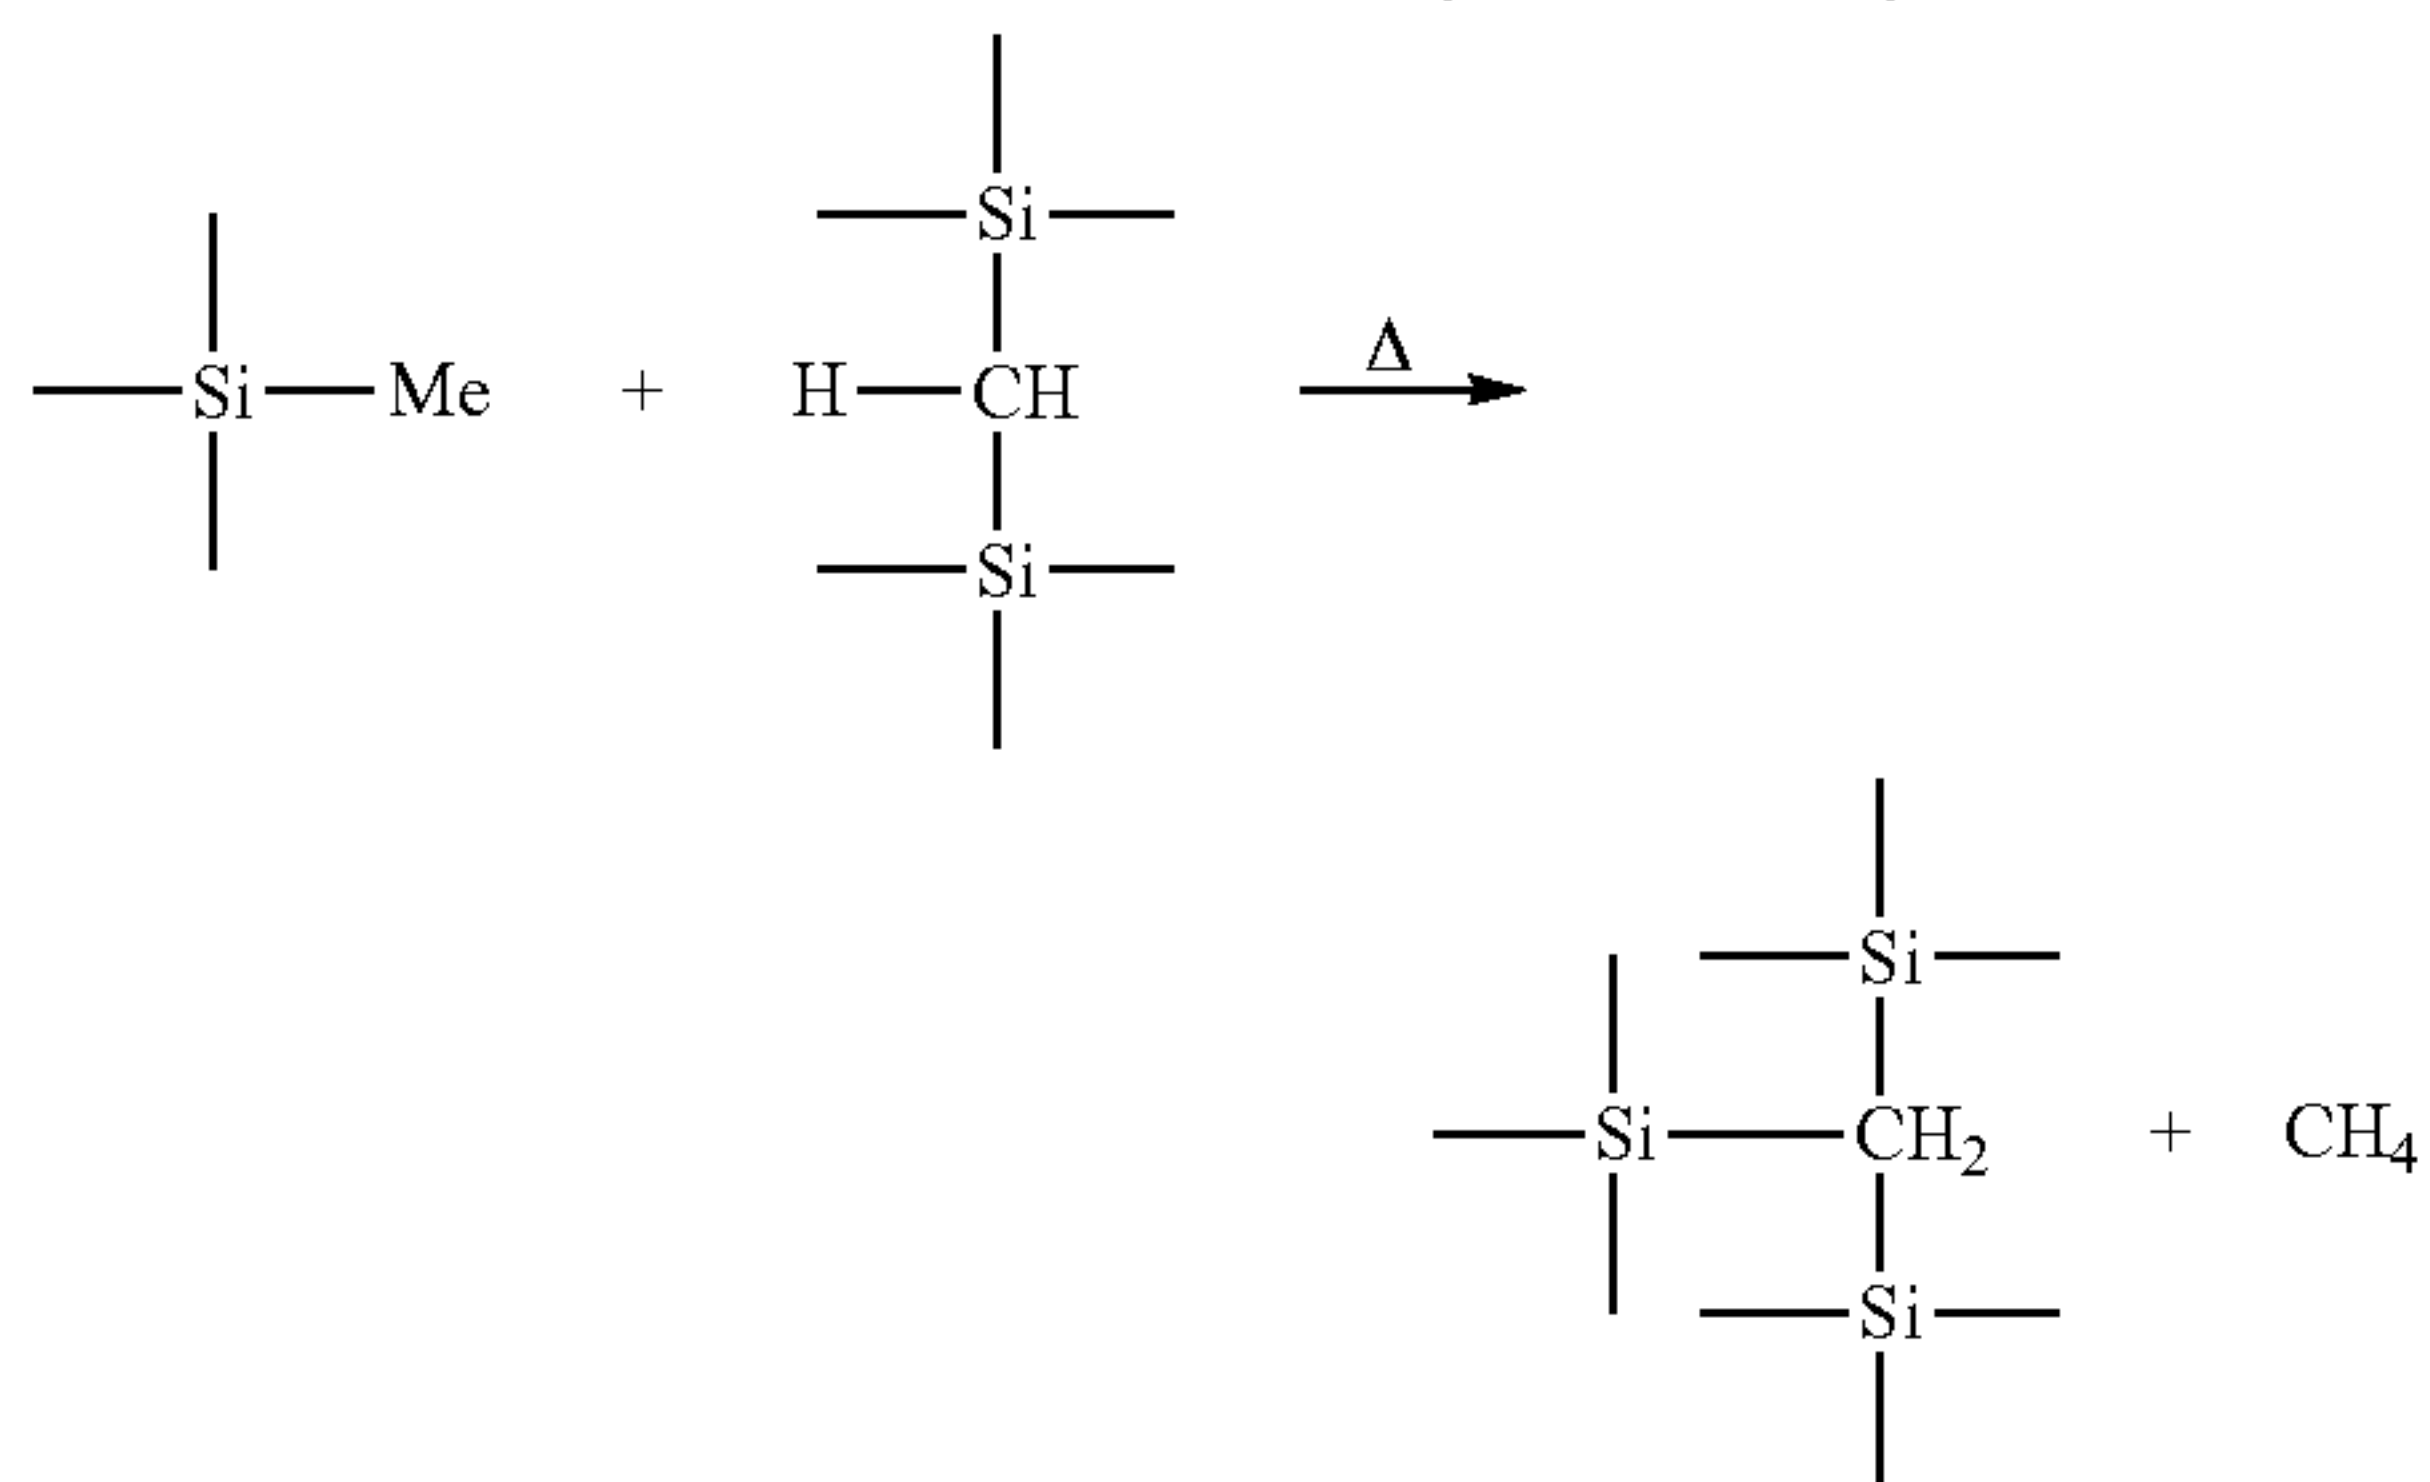 Si
Δ
Si—Me + H—CH
Si
Si
Si—CH₂ + CH₄
Si